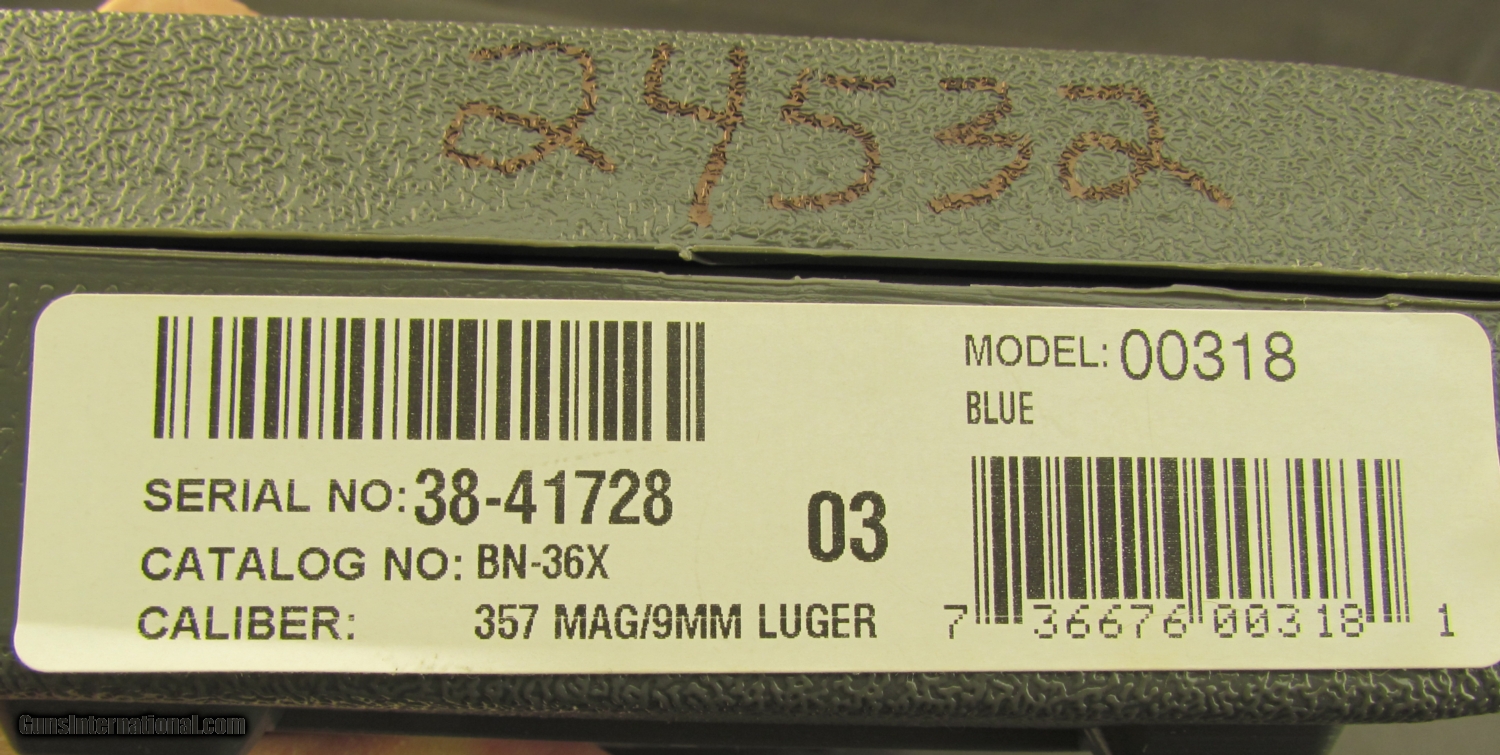 24532
MODEL: 00318
BLUE
SERIAL NO: 38-41728
03
CATALOG NO: BN-36X
CALIBER: 357 MAG/9MM LUGER
7 36676 00318 1
GunsInternational.com